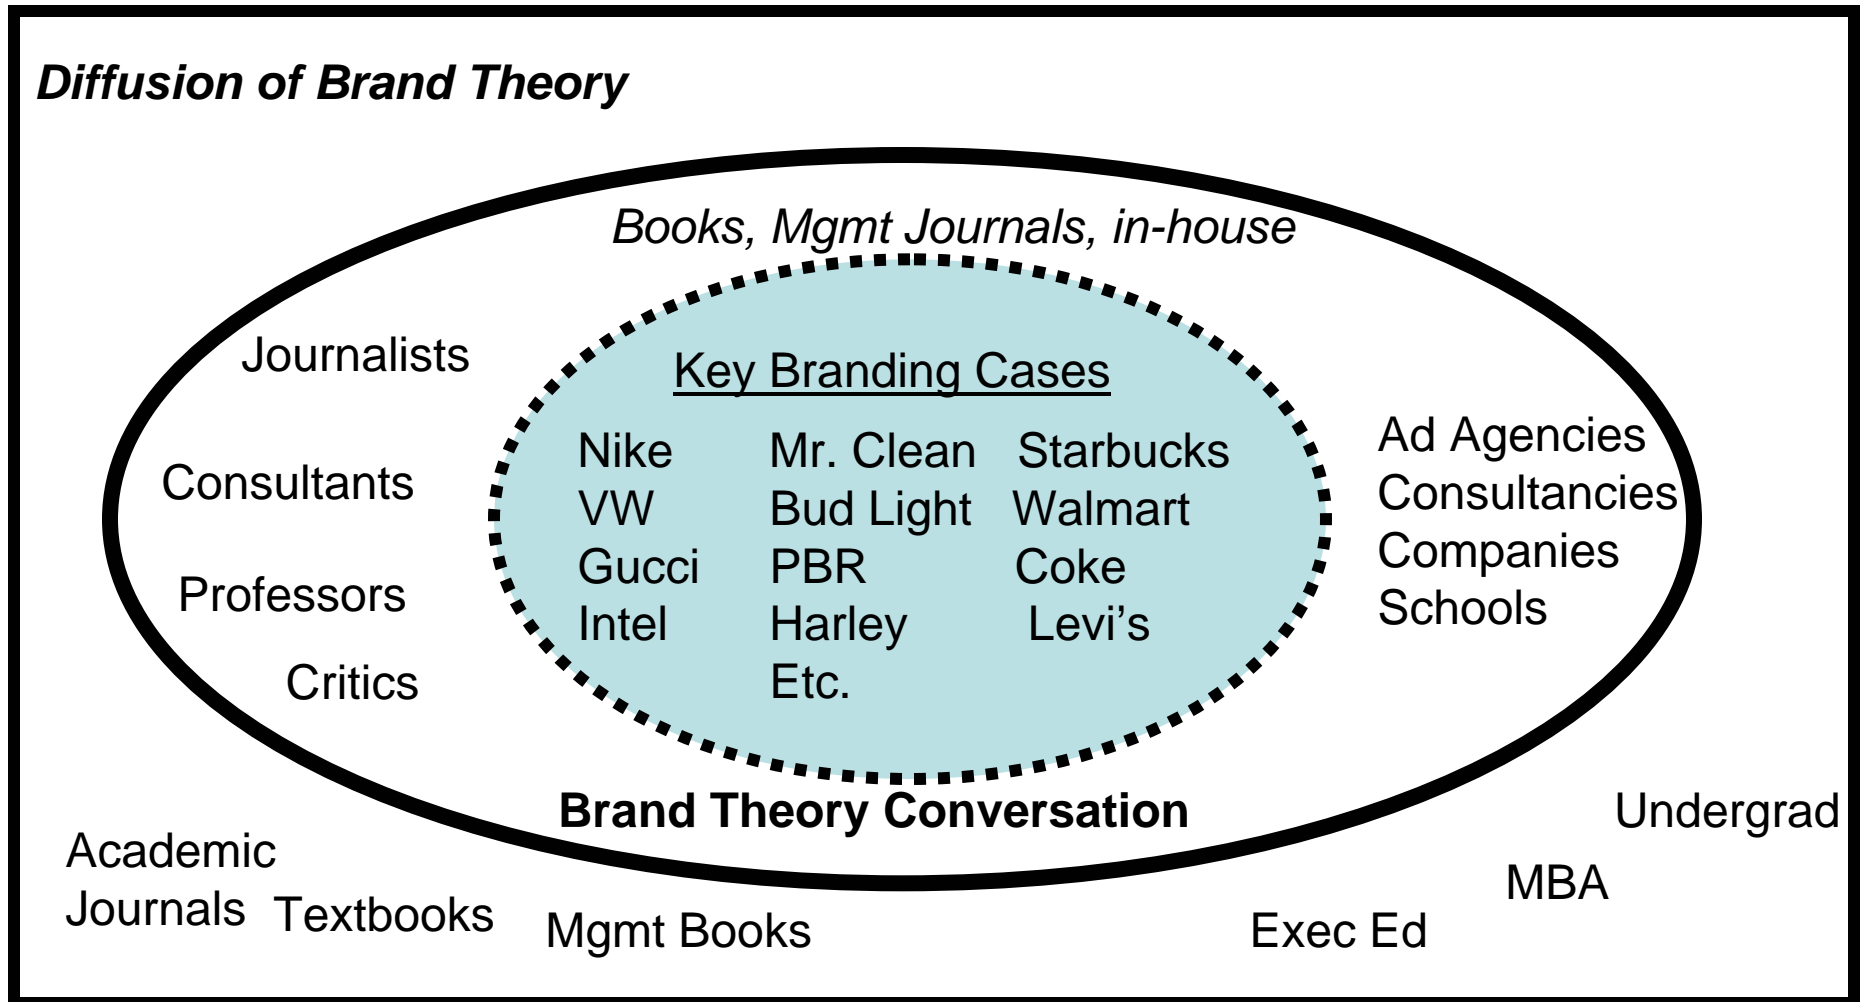 Diffusion of Brand Theory
Books, Mgmt Journals, in-house
Journalists
Consultants
Professors
Critics
Key Branding Cases
Nike Mr. Clean Starbucks
VW Bud Light Walmart
Gucci PBR Coke
Intel Harley Levi’s
Etc.
Ad Agencies
Consultancies
Companies
Schools
Brand Theory Conversation
Academic
Journals
Textbooks
Mgmt Books
Exec Ed
MBA
Undergrad